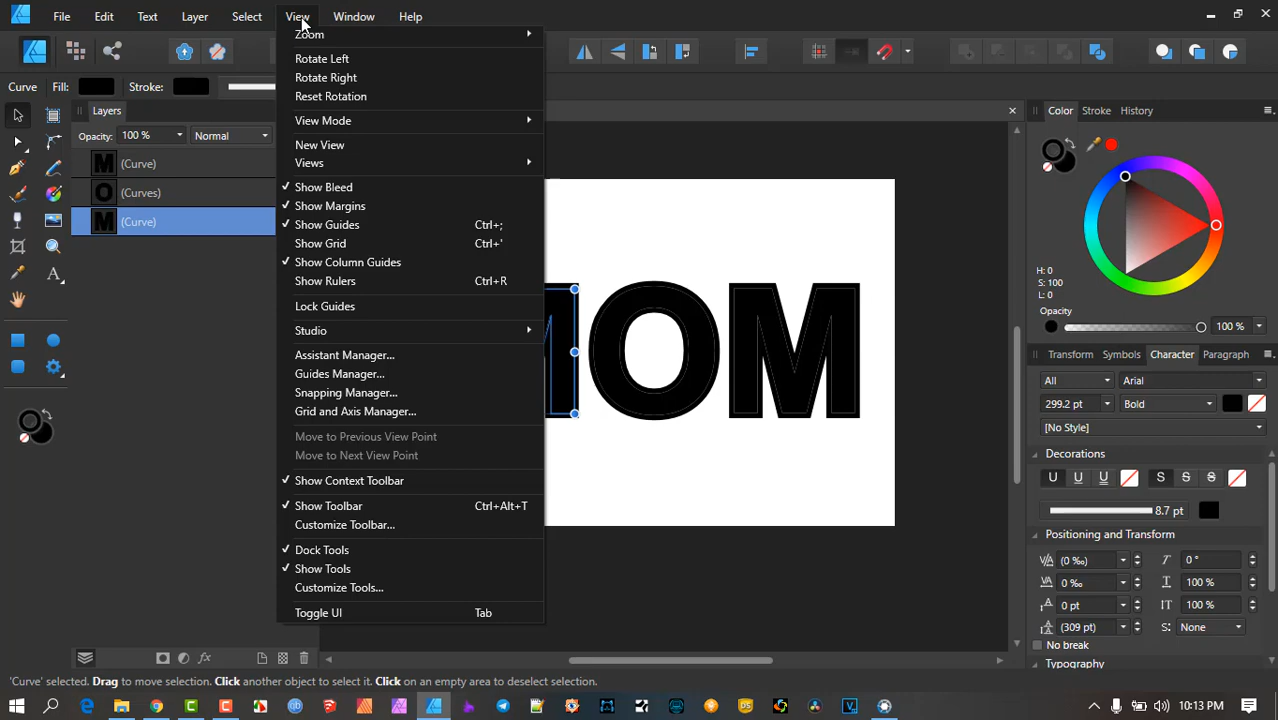 File Edit Text Layer Select View Window Help
Curve Fill: Stroke:
Layers
Opacity: 100 % Normal
(Curve)
(Curves)
(Curve)
Zoom
Rotate Left
Rotate Right
Reset Rotation
View Mode
New View
Views
Show Bleed
Show Margins
Show Guides Ctrl+;
Show Grid Ctrl+'
Show Column Guides
Show Rulers Ctrl+R
Lock Guides
Studio
Assistant Manager...
Guides Manager...
Snapping Manager...
Grid and Axis Manager...
Move to Previous View Point
Move to Next View Point
Show Context Toolbar
Show Toolbar Ctrl+Alt+T
Customize Toolbar...
Dock Tools
Show Tools
Customize Tools...
Toggle UI Tab
MOM
Color Stroke History
H: 0
S: 100
L: 0
Opacity
100 %
Transform Symbols Character Paragraph
All Arial
299.2 pt Bold
[No Style]
Decorations
U U U S S S
8.7 pt
Positioning and Transform
(0 ‰) 0 °
0 ‰ 100 %
0 pt 100 %
(309 pt) None
No break
Typography
'Curve' selected. Drag to move selection. Click another object to select it. Click on an empty area to deselect selection.
10:13 PM